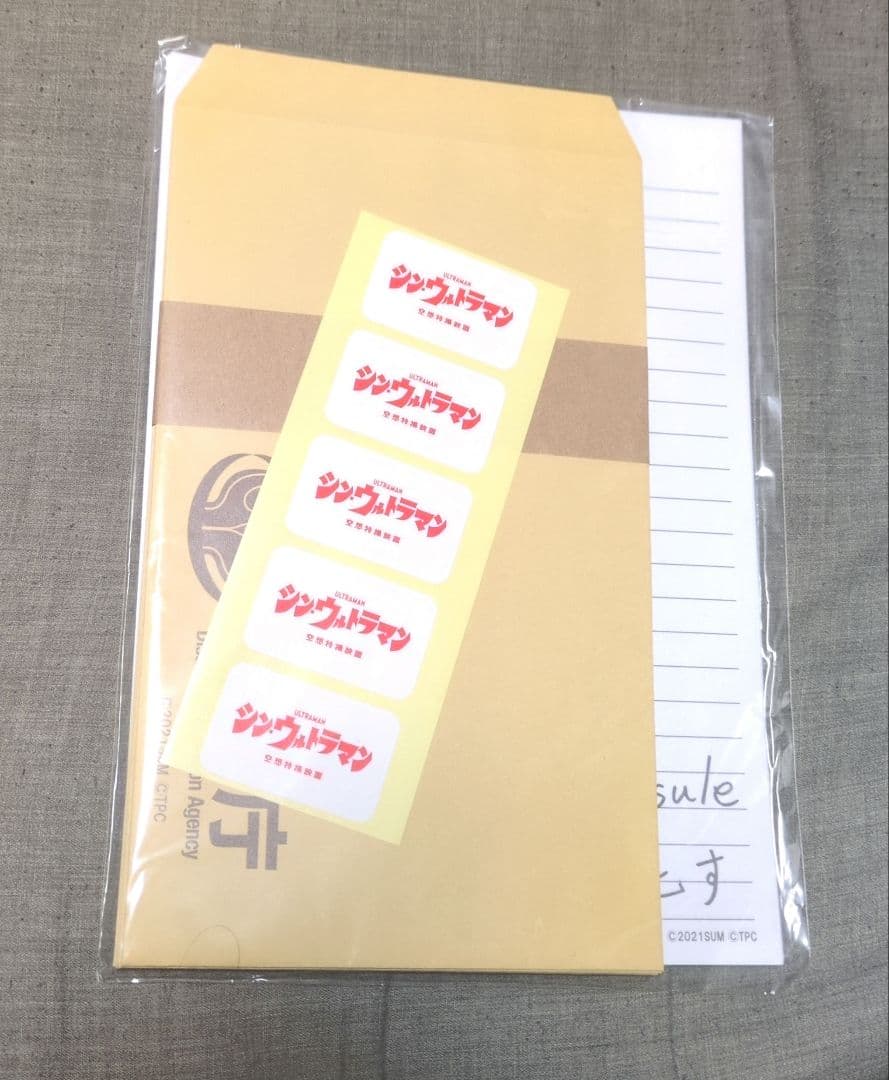 ULTRAMAN
シン・ウルトラマン
空想特撮映画
ULTRAMAN
シン・ウルトラマン
空想特撮映画
ULTRAMAN
シン・ウルトラマン
空想特撮映画
ULTRAMAN
シン・ウルトラマン
空想特撮映画
ULTRAMAN
シン・ウルトラマン
空想特撮映画
庁
Agency
©2021SUM ©TPC
sule
す
©2021SUM ©TPC